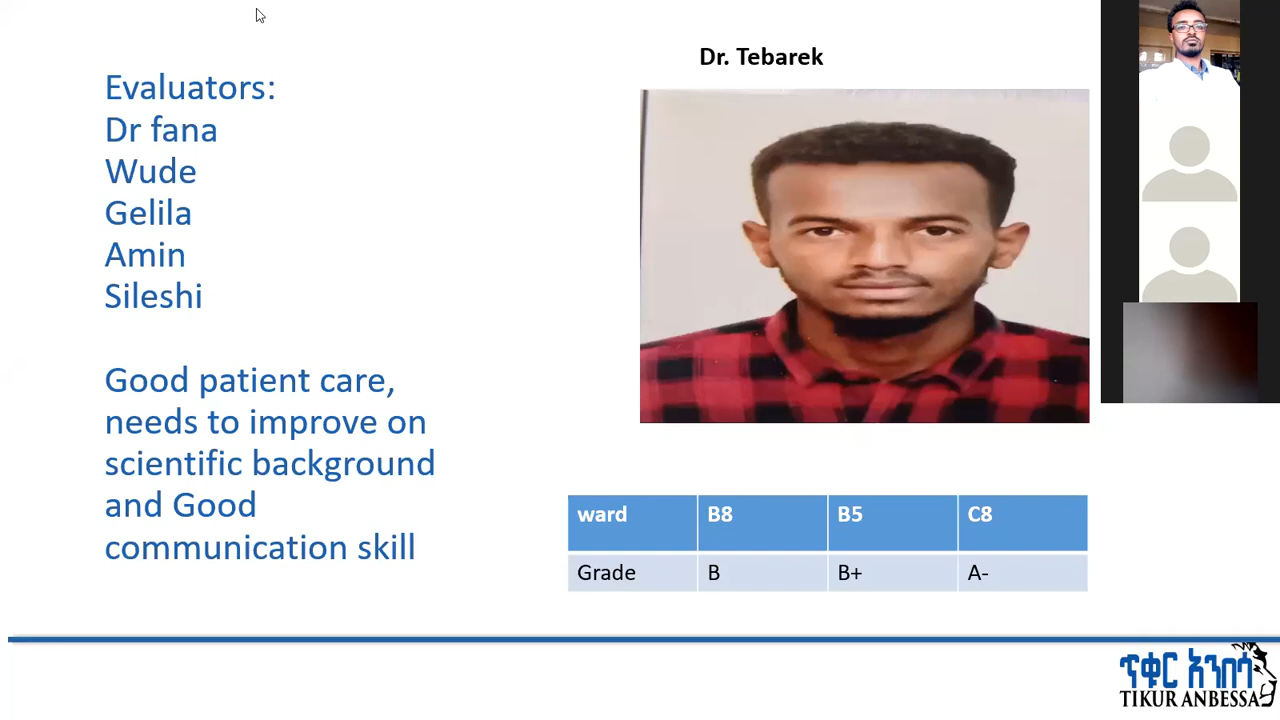 Dr. Tebarek
Evaluators:
Dr fana
Wude
Gelila
Amin
Sileshi
Good patient care,
needs to improve on
scientific background
and Good
communication skill
ward B8 B5 C8
Grade B B+ A-
ጥቁር አንበሳ
TIKUR ANBESSA